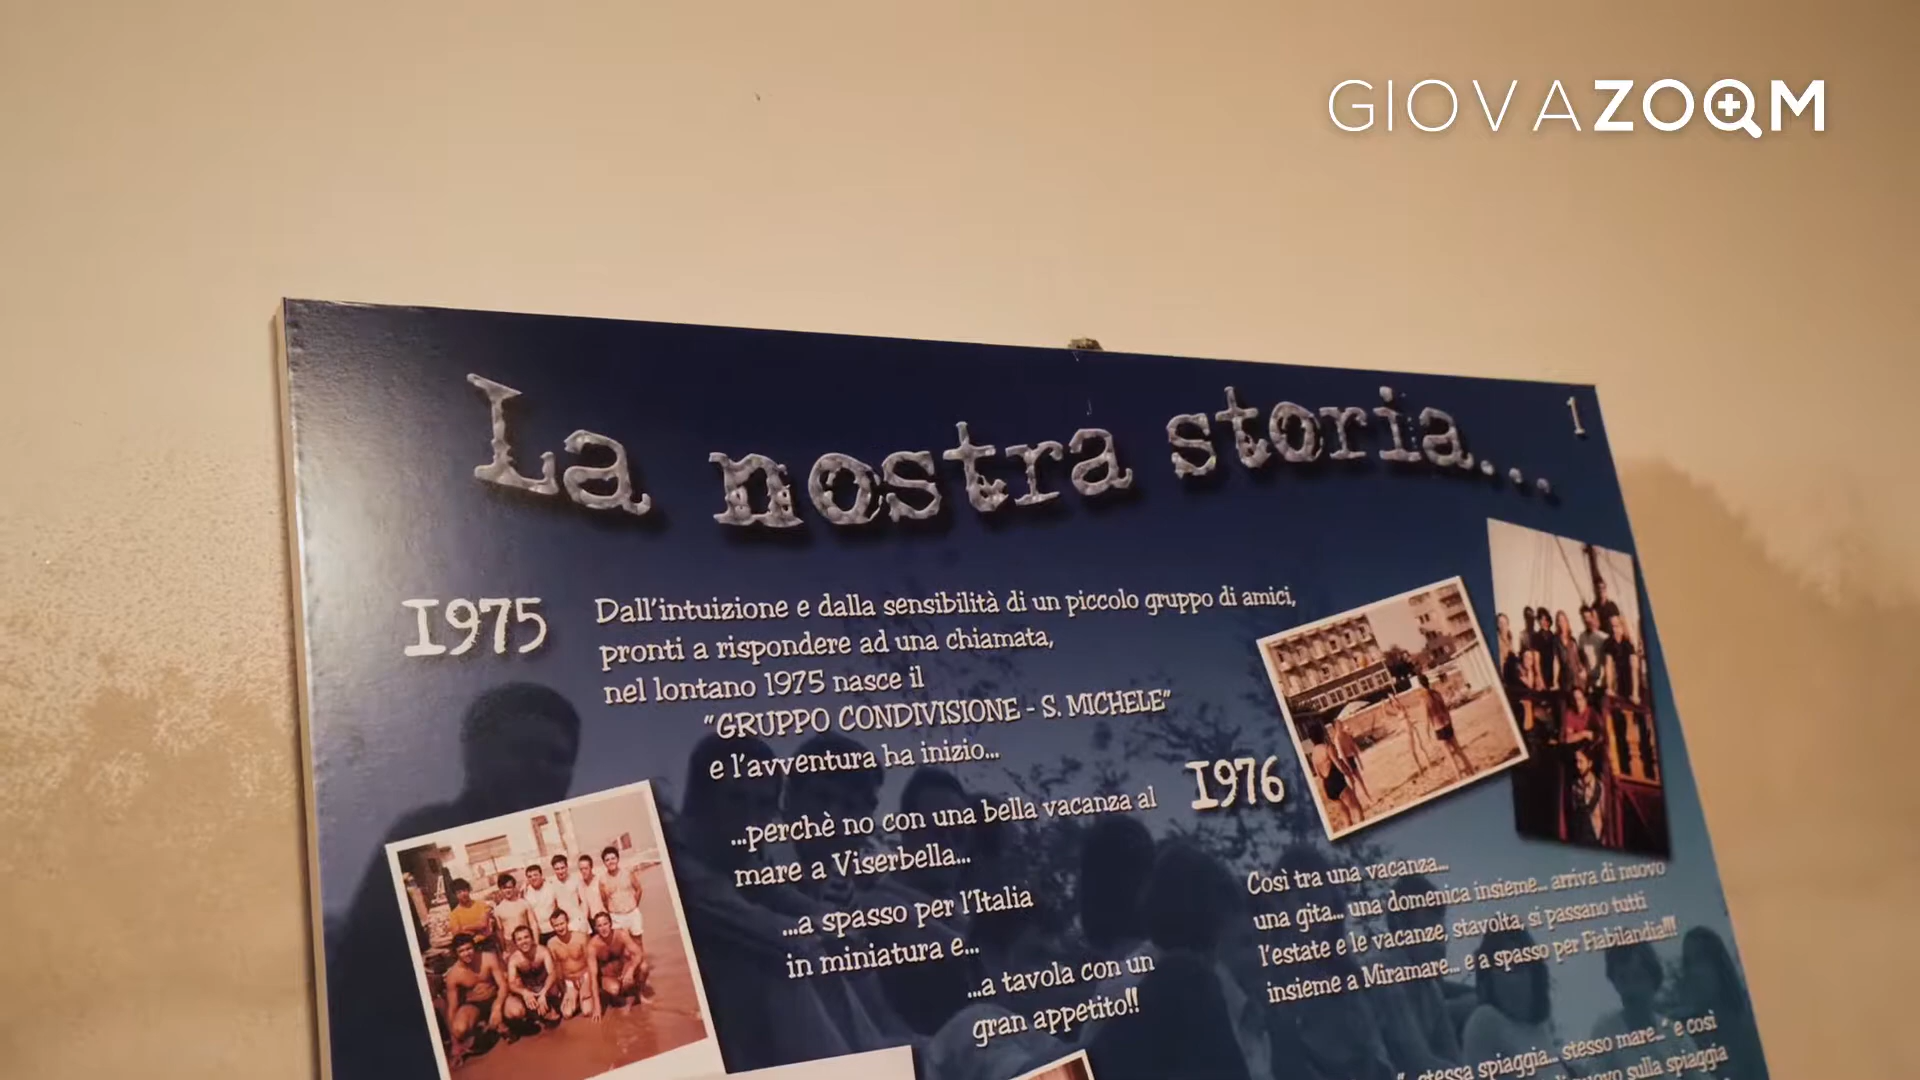 GIOVAZOOM
La nostra storia...
1
1975
Dall'intuizione e dalla sensibilità di un piccolo gruppo di amici,
pronti a rispondere ad una chiamata,
nel lontano 1975 nasce il
"GRUPPO CONDIVISIONE - S. MICHELE"
e l'avventura ha inizio...
...perchè no con una bella vacanza al
mare a Viserbella...
...a spasso per l'Italia
in miniatura e...
...a tavola con un
gran appetito!!
1976
Così tra una vacanza...
una gita... una domenica insieme... arriva di nuovo
l'estate e le vacanze, stavolta, si passano tutti
insieme a Miramare... e a spasso per Fiabilandia!!!
"...stessa spiaggia... stesso mare..." e così
nuovo sulla spiaggia